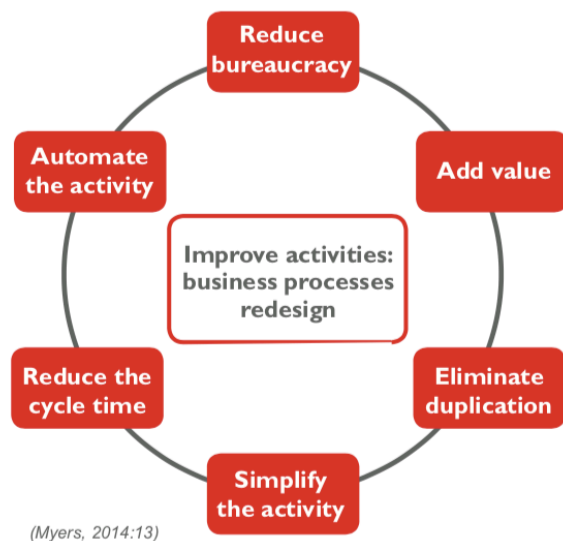 Reduce
bureaucracy
Automate
the activity
Add value
Improve activities:
business processes
redesign
Reduce the
cycle time
Eliminate
duplication
Simplify
the activity
(Myers, 2014:13)